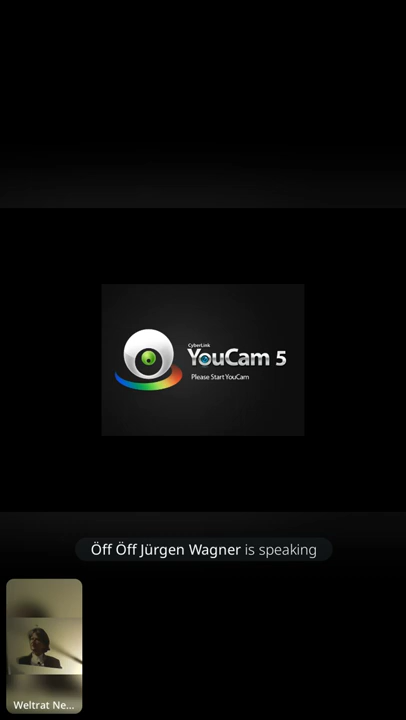 CyberLink
YouCam 5
Please Start YouCam
Öff Öff Jürgen Wagner is speaking
Weltrat Ne...